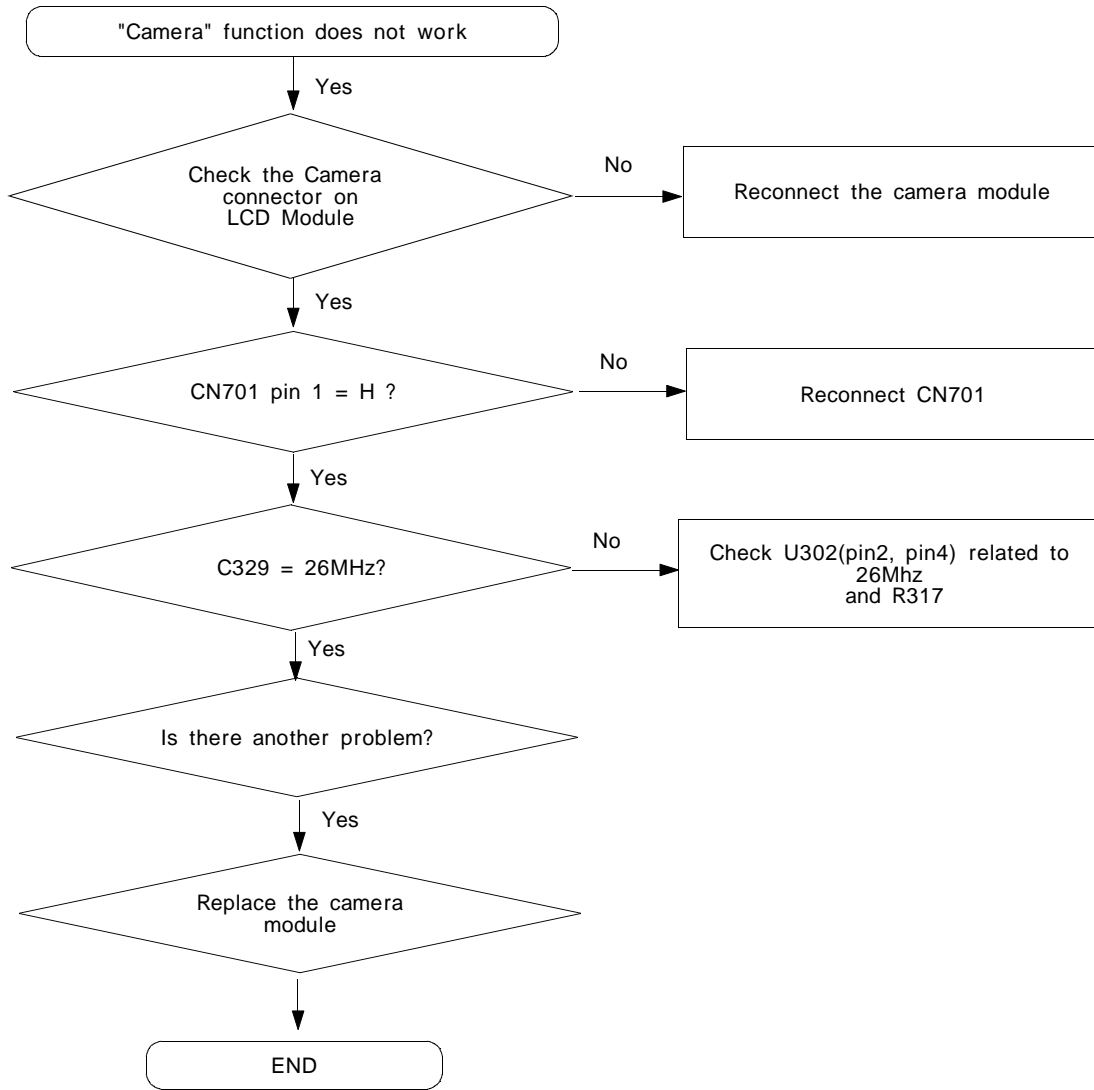 "Camera" function does not work
Yes
Check the Camera
connector on
LCD Module
No
Reconnect the camera module
Yes
CN701 pin 1 = H ?
No
Reconnect CN701
Yes
C329 = 26MHz?
No
Check U302(pin2, pin4) related to
26Mhz
and R317
Yes
Is there another problem?
Yes
Replace the camera
module
END